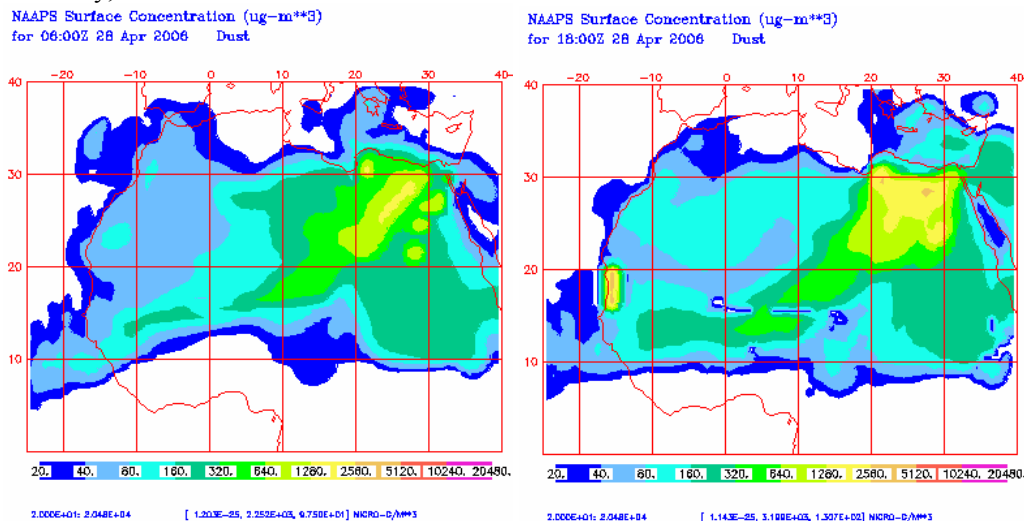 NAAPS Surface Concentration (ug-m**3)
for 06:00Z 28 Apr 2006 Dust
-20 -10 0 10 20 30 40
40
30
20
10
20. 40. 80. 160. 320. 640. 1280. 2560. 5120. 10240. 20480.
2.000E+01: 2.048E+04 [ 1.203E-25, 2.252E+03, 9.750E+01] MICRO-G/M**3
NAAPS Surface Concentration (ug-m**3)
for 18:00Z 28 Apr 2006 Dust
-20 -10 0 10 20 30 40
40
30
20
10
20. 40. 80. 160. 320. 640. 1280. 2560. 5120. 10240. 20480.
2.000E+01: 2.048E+04 [ 1.143E-25, 3.199E+03, 1.307E+02] MICRO-G/M**3